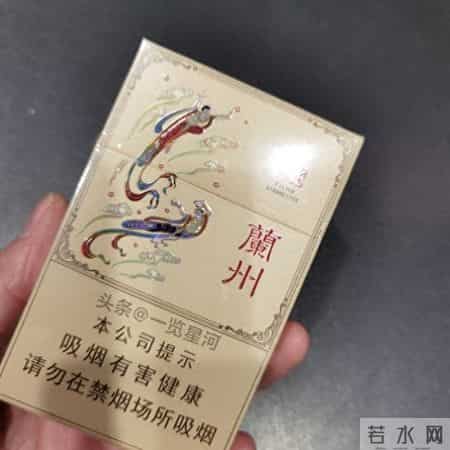 蘭州
头条@一览星河
本公司提示
吸烟有害健康
请勿在禁烟场所吸烟
若水网